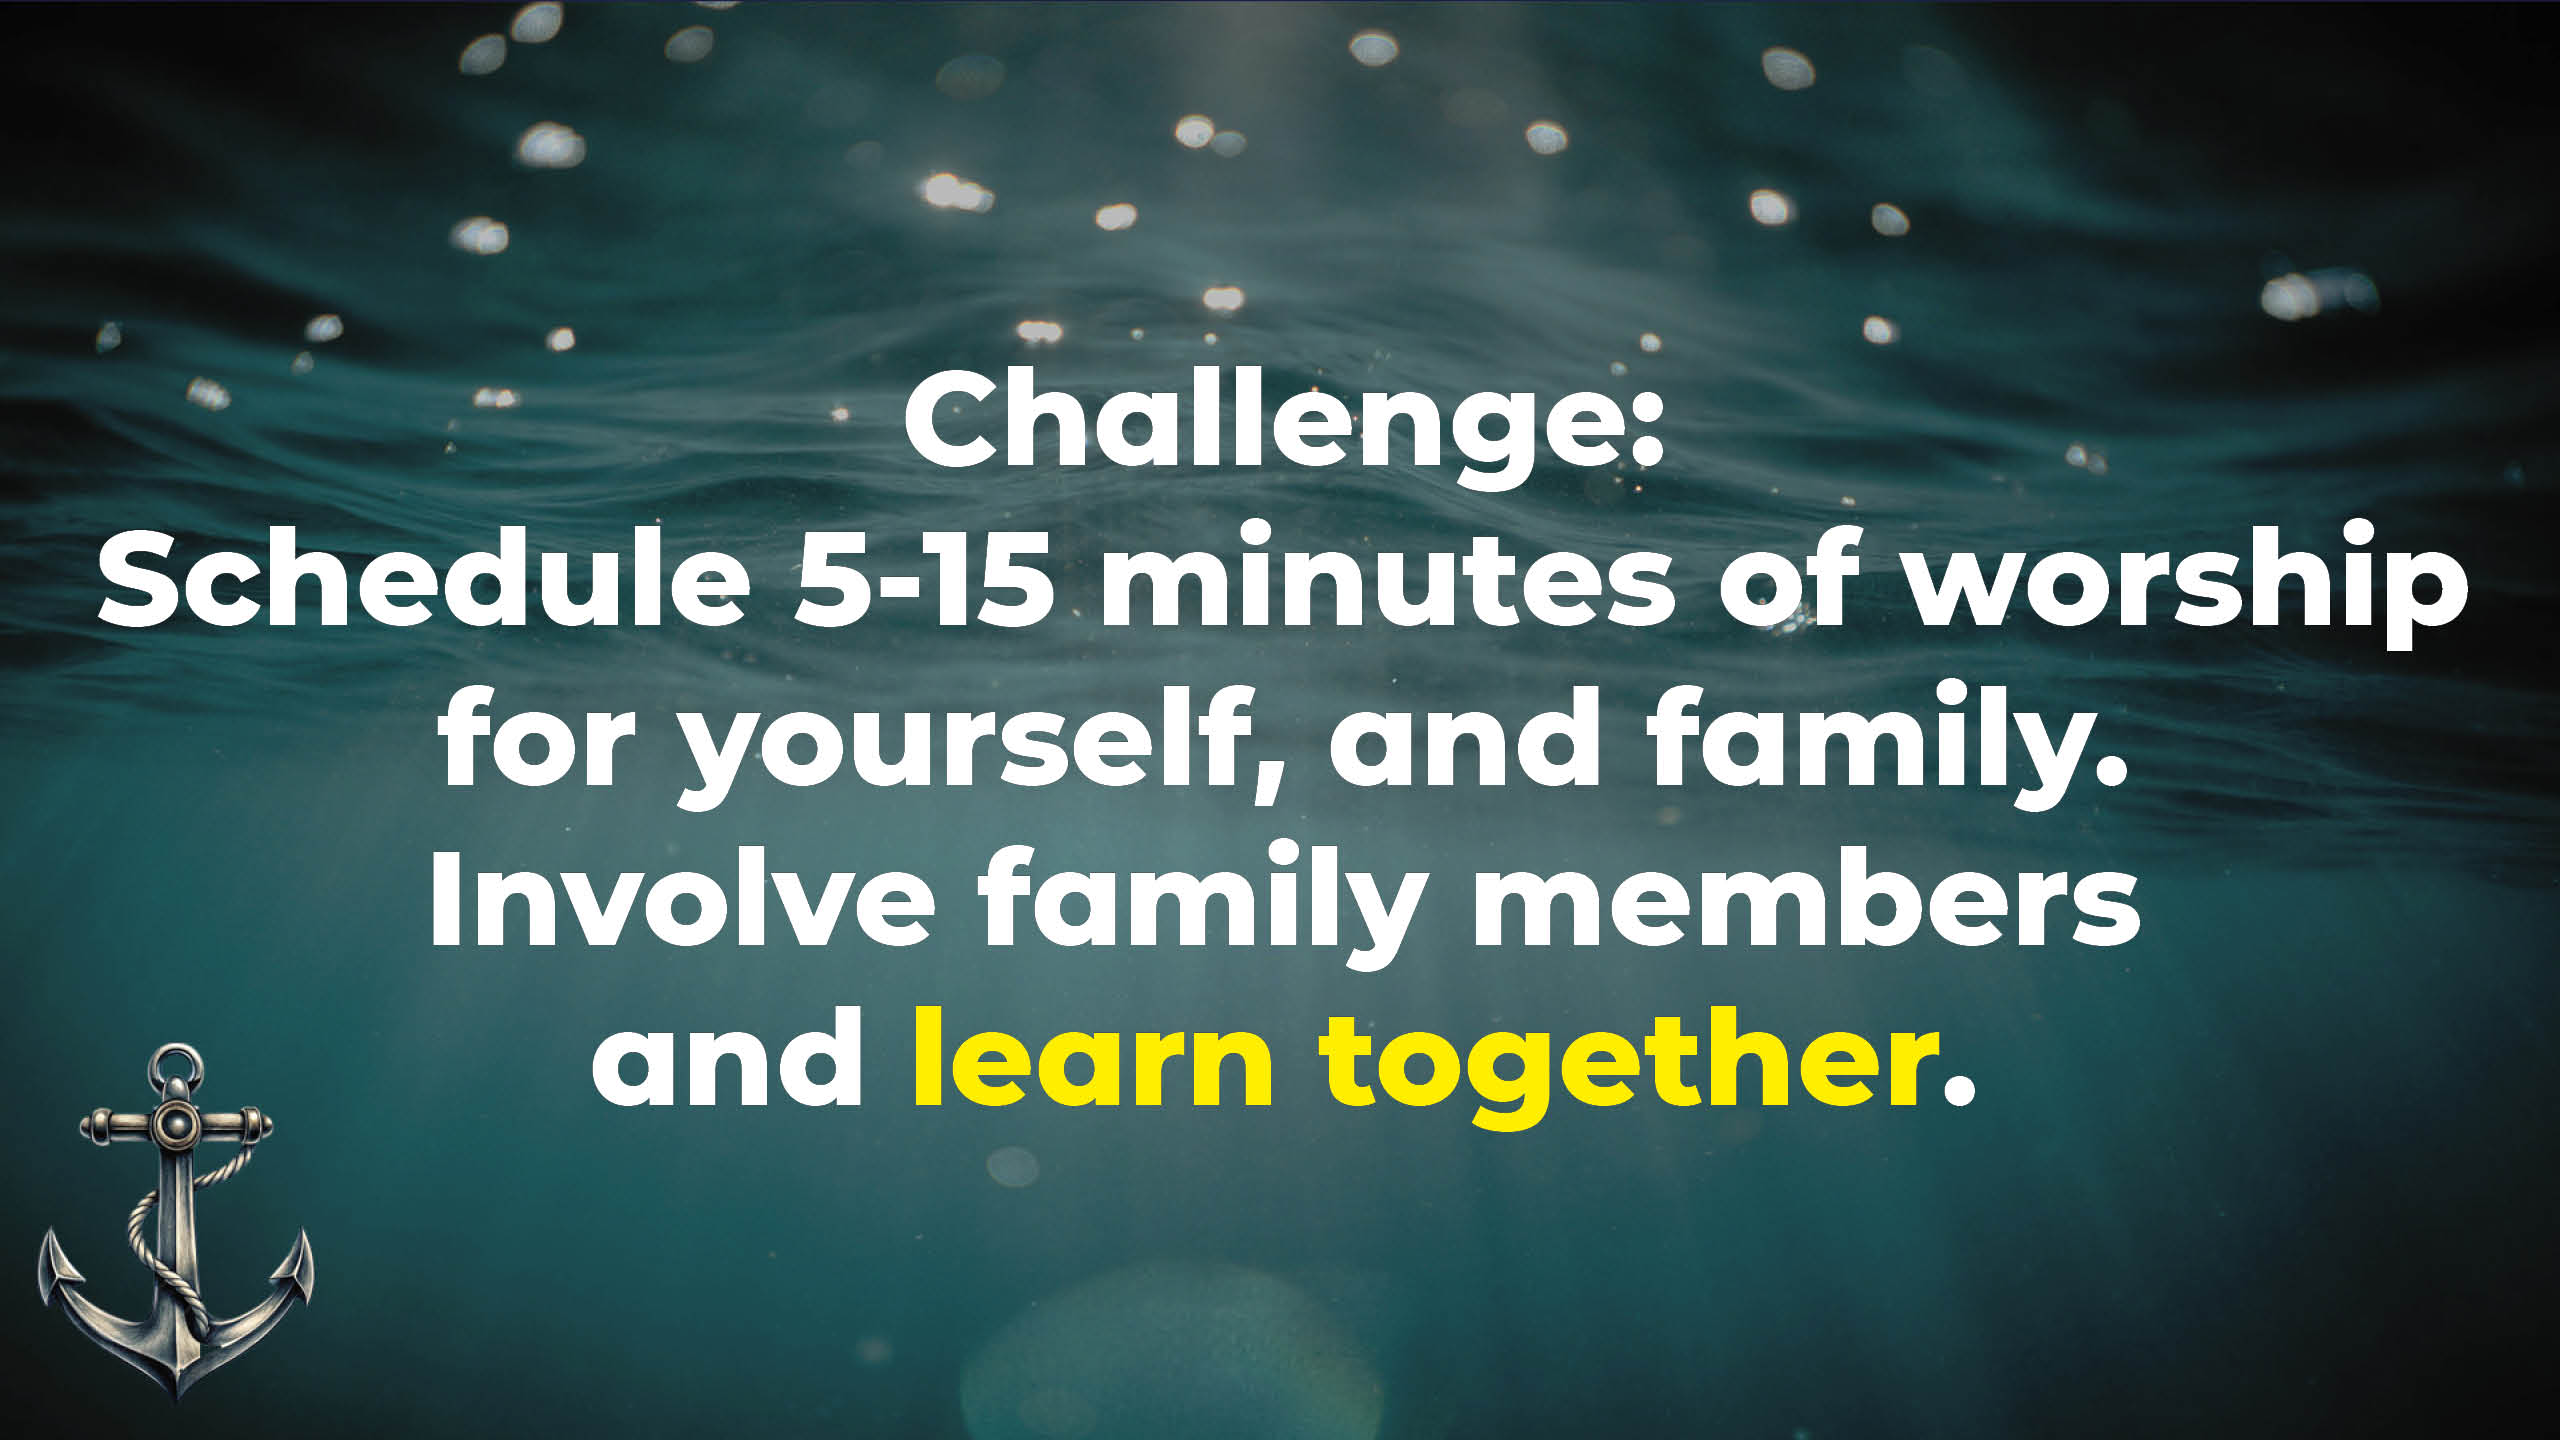 Challenge:
Schedule 5-15 minutes of worship
for yourself, and family.
Involve family members
and learn together.